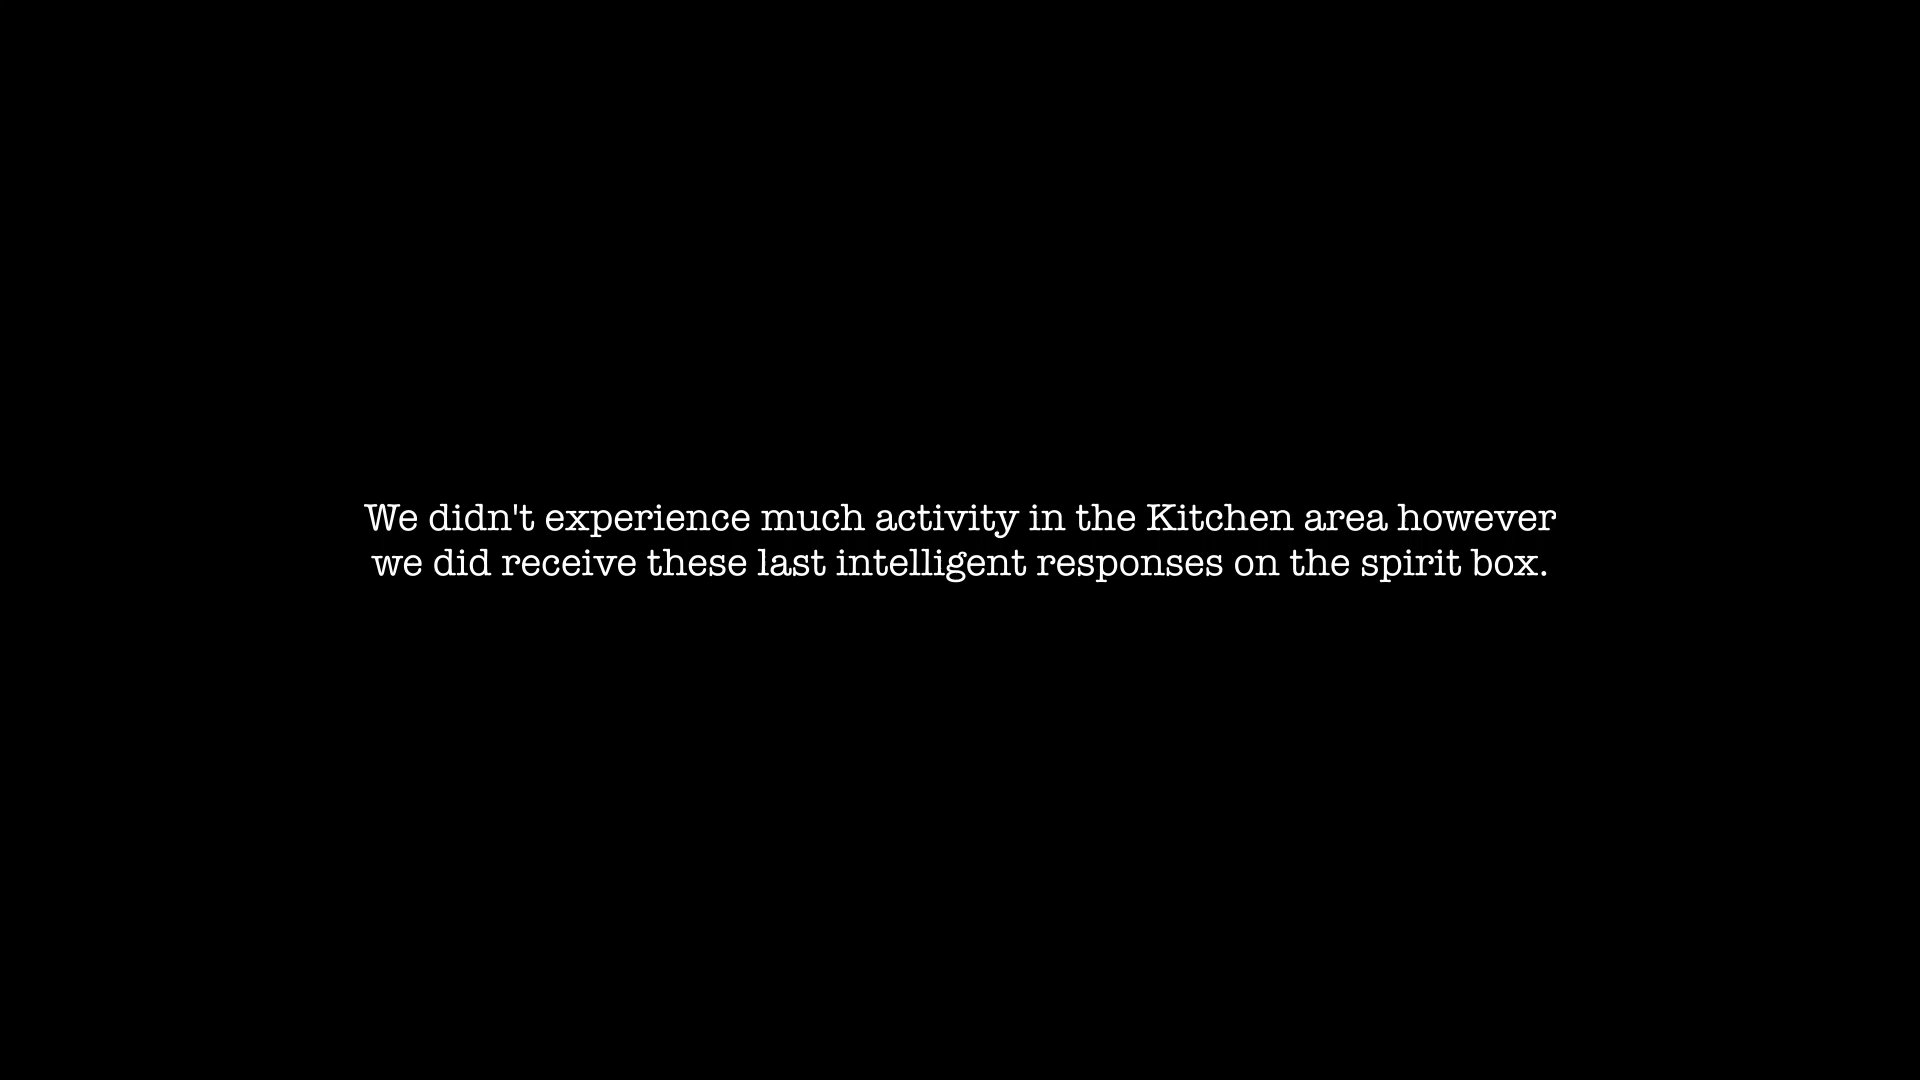 We didn't experience much activity in the Kitchen area however
we did receive these last intelligent responses on the spirit box.